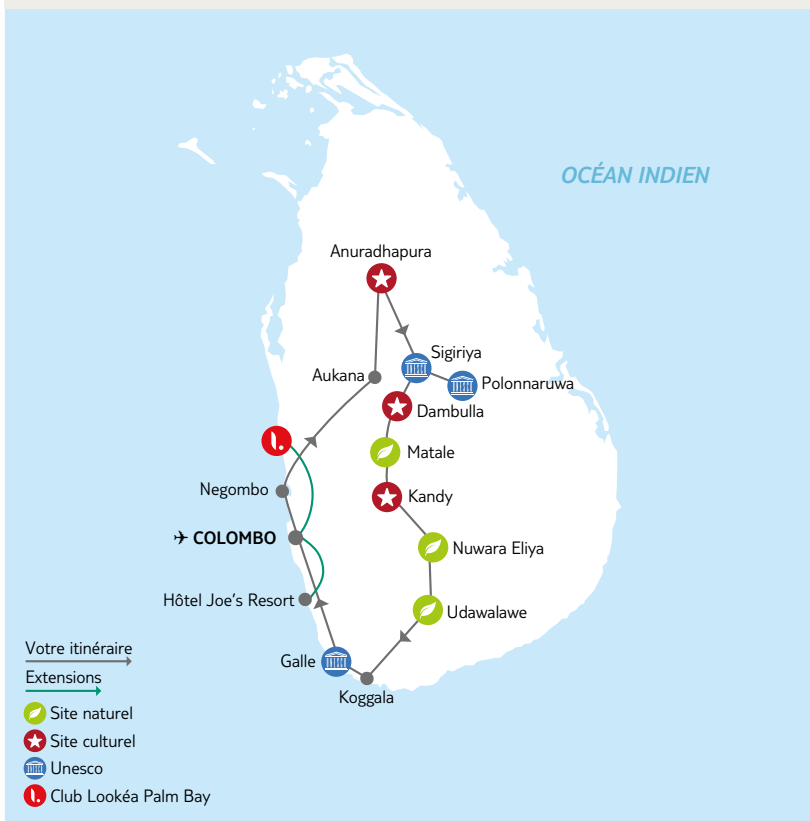 OCÉAN INDIEN
Anuradhapura
Sigiriya
Aukana
Polonnaruwa
Dambulla
Matale
Negombo
Kandy
COLOMBO
Nuwara Eliya
Hôtel Joe's Resort
Udawalawe
Galle
Koggala
Votre itinéraire
Extensions
Site naturel
Site culturel
Unesco
Club Lookéa Palm Bay